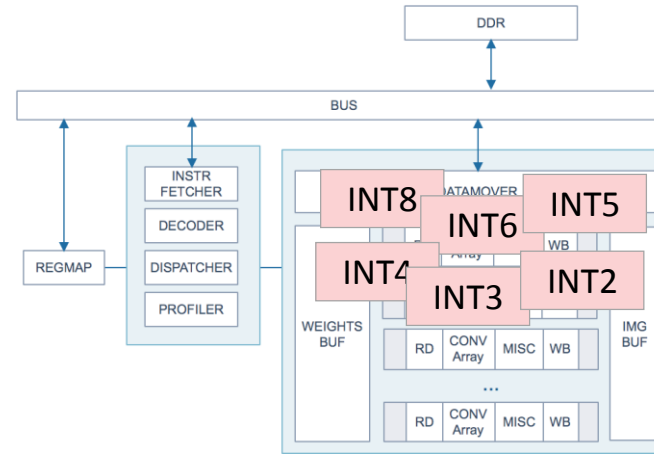 DDR
BUS
INSTR
FETCHER
DECODER
DISPATCHER
PROFILER
REGMAP
DATAMOVER
INT8
INT6
INT5
INT4
INT3
INT2
WB
Array
WEIGHTS
BUF
IMG
BUF
RD
CONV
Array
MISC
WB
...
RD
CONV
Array
MISC
WB